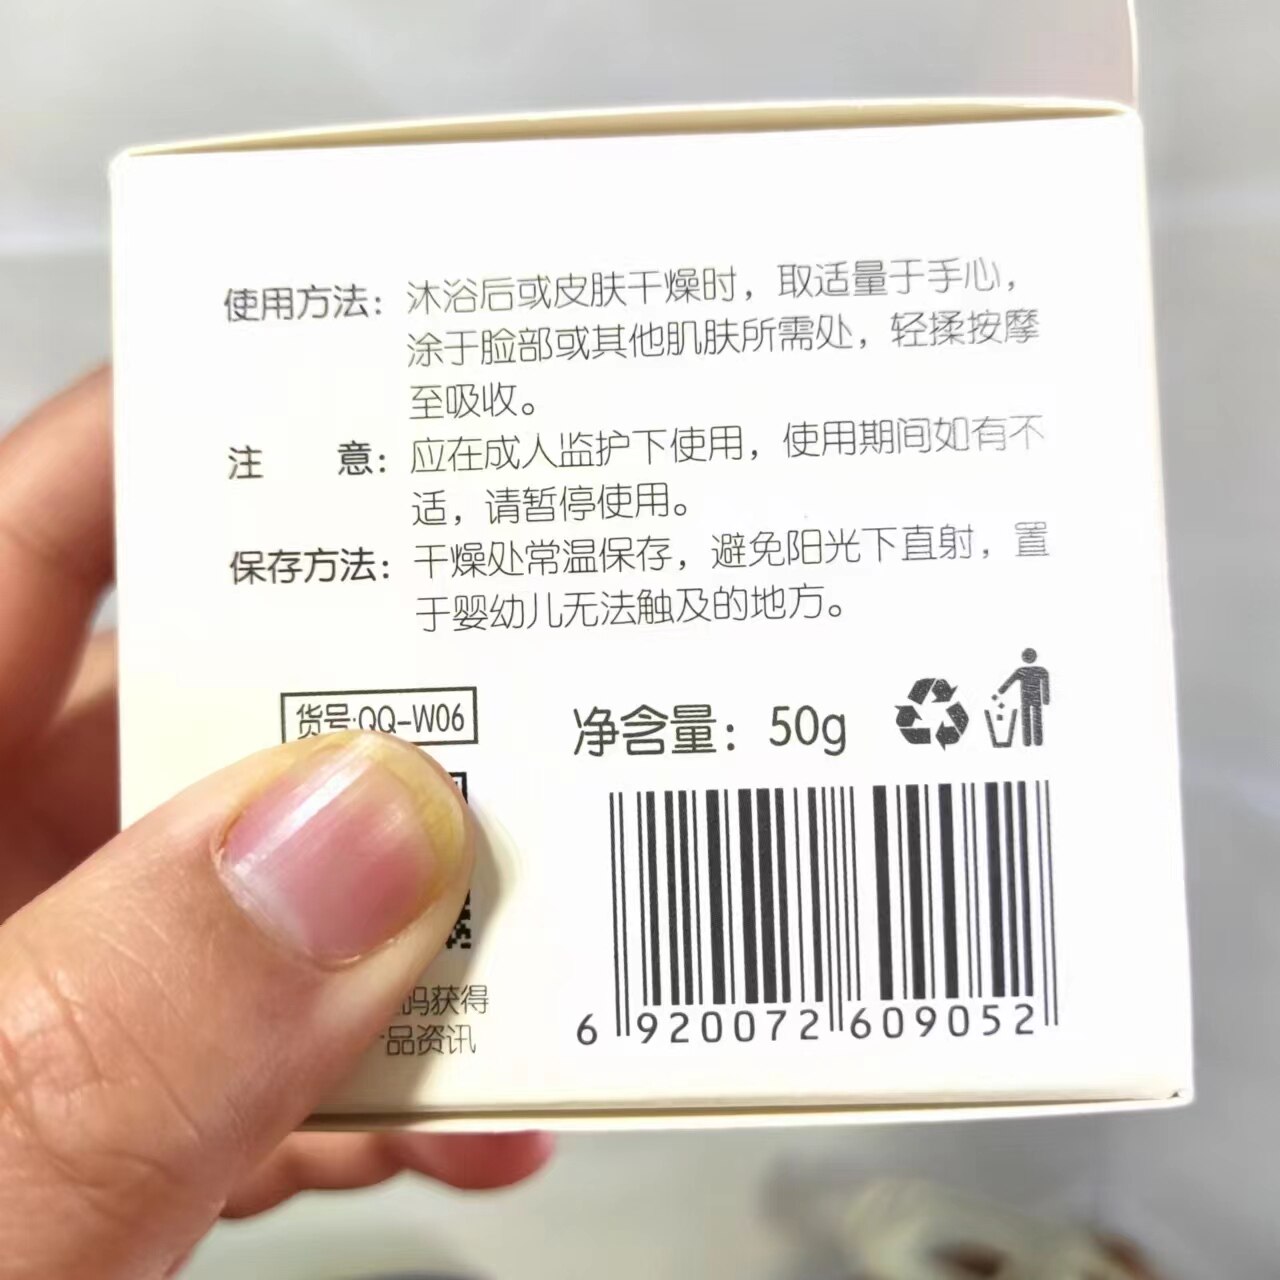 使用方法：沐浴后或皮肤干燥时，取适量于手心，
涂于脸部或其他肌肤所需处，轻揉按摩
至吸收。
注 意：应在成人监护下使用，使用期间如有不
适，请暂停使用。
保存方法：干燥处常温保存，避免阳光下直射，置
于婴幼儿无法触及的地方。
货号:QQ-W06
净含量：50g
码获得
品资讯
6 920072 609052